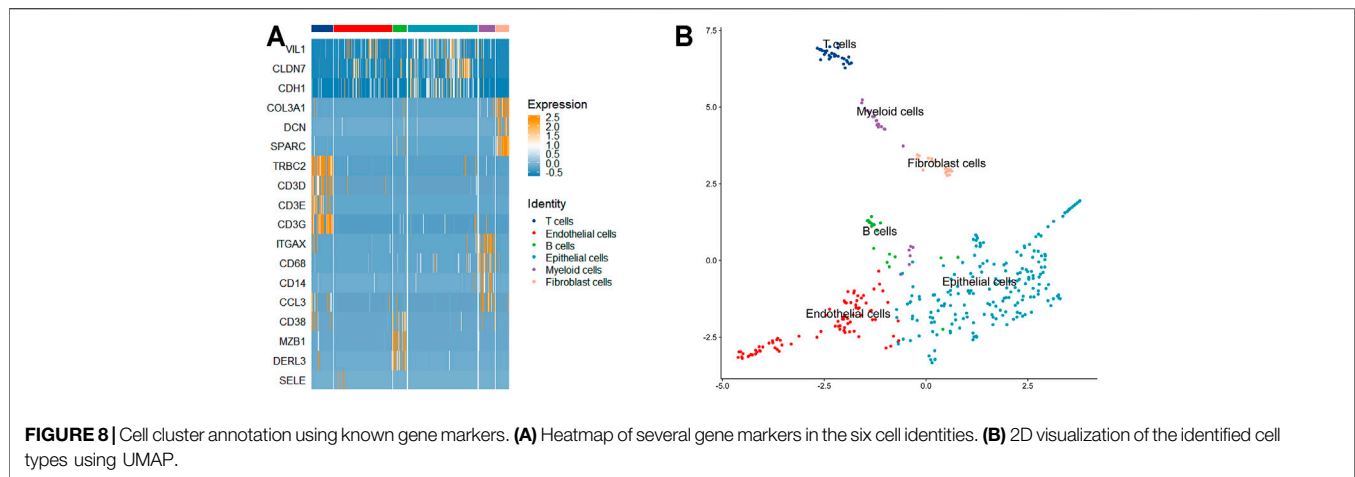 A
VIL1
CLDN7
CDH1
COL3A1
DCN
SPARC
TRBC2
CD3D
CD3E
CD3G
ITGAX
CD68
CD14
CCL3
CD38
MZB1
DERL3
SELE
Expression
2.5
2.0
1.5
1.0
0.5
0.0
-0.5
Identity
T cells
Endothelial cells
B cells
Epithelial cells
Myeloid cells
Fibroblast cells
B
7.5
5.0
2.5
0.0
-2.5
-5.0
-2.5
0.0
2.5
T cells
Myeloid cells
Fibroblast cells
B cells
Epithelial cells
Endothelial cells
FIGURE 8 | Cell cluster annotation using known gene markers. (A) Heatmap of several gene markers in the six cell identities. (B) 2D visualization of the identified cell
types using UMAP.